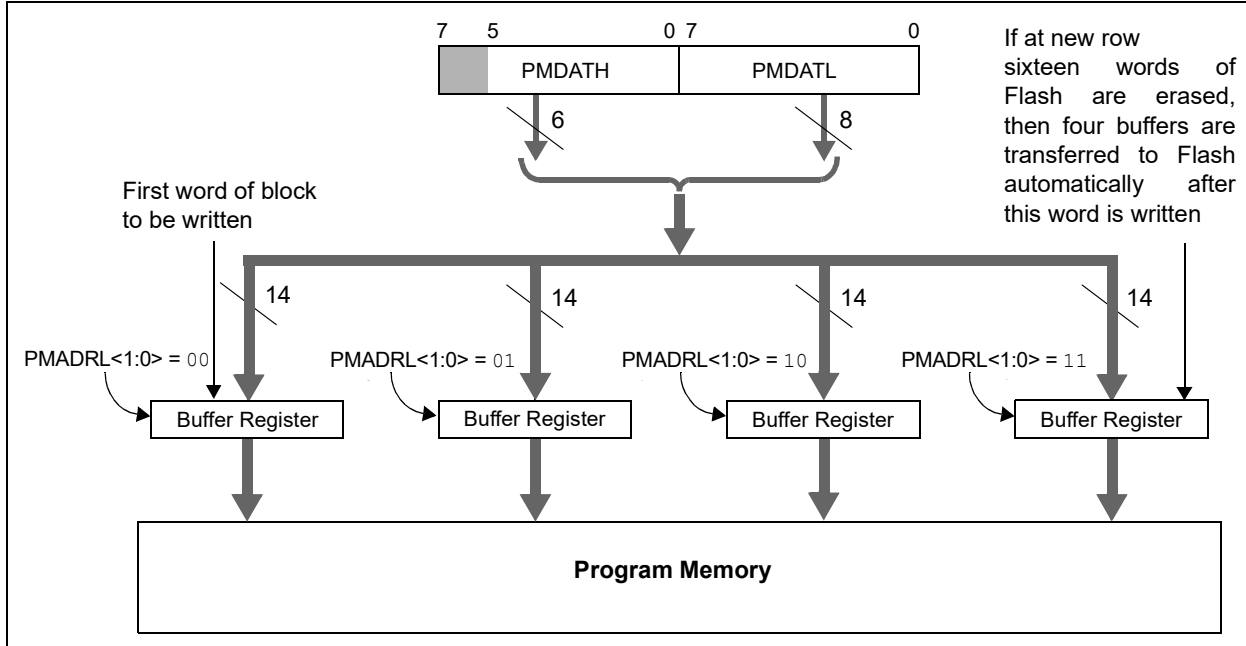 7 5 0 7 0
PMDATH PMDATL
6 8
If at new row
sixteen words of
Flash are erased,
then four buffers are
transferred to Flash
automatically after
this word is written
First word of block
to be written
14 14 14 14
PMADRL<1:0> = 00 PMADRL<1:0> = 01 PMADRL<1:0> = 10 PMADRL<1:0> = 11
Buffer Register Buffer Register Buffer Register Buffer Register
Program Memory